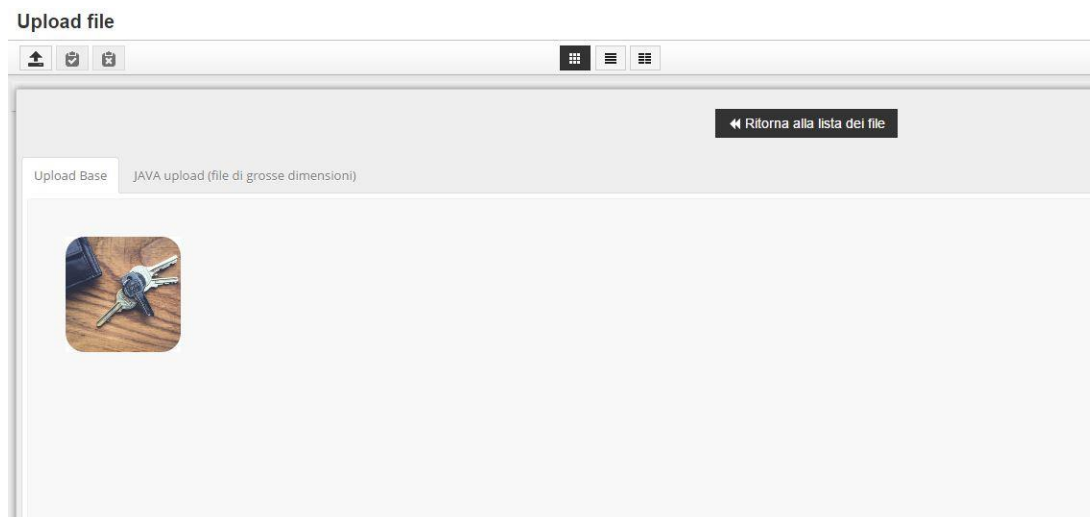 Upload file
Ritorna alla lista dei file
Upload Base
JAVA upload (file di grosse dimensioni)